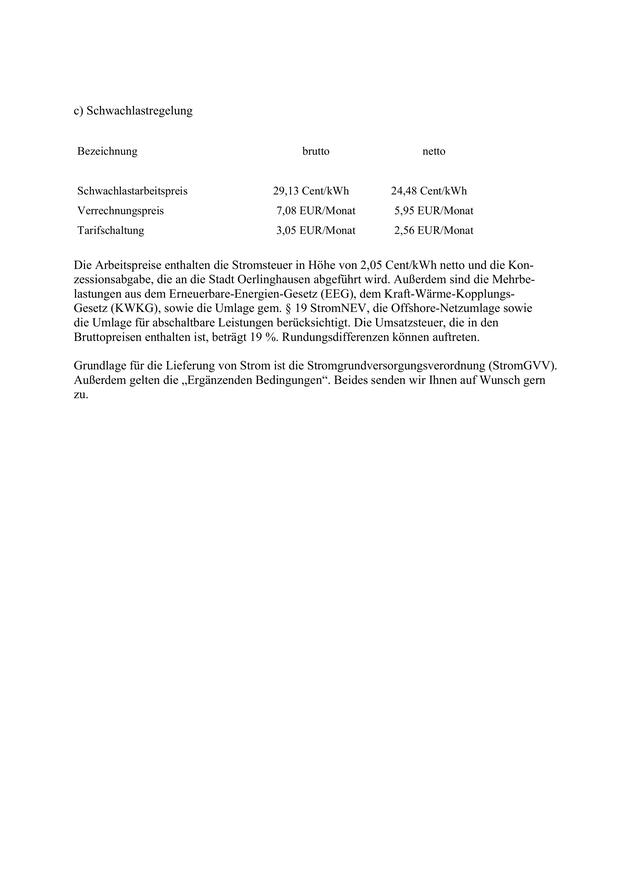 c) Schwachlastregelung
Bezeichnung brutto netto
Schwachlastarbeitspreis 29,13 Cent/kWh 24,48 Cent/kWh
Verrechnungspreis 7,08 EUR/Monat 5,95 EUR/Monat
Tarifschaltung 3,05 EUR/Monat 2,56 EUR/Monat
Die Arbeitspreise enthalten die Stromsteuer in Höhe von 2,05 Cent/kWh netto und die Kon-
zessionsabgabe, die an die Stadt Oerlinghausen abgeführt wird. Außerdem sind die Mehrbe-
lastungen aus dem Erneuerbare-Energien-Gesetz (EEG), dem Kraft-Wärme-Kopplungs-
Gesetz (KWKG), sowie die Umlage gem. § 19 StromNEV, die Offshore-Netzumlage sowie
die Umlage für abschaltbare Leistungen berücksichtigt. Die Umsatzsteuer, die in den
Bruttopreisen enthalten ist, beträgt 19 %. Rundungsdifferenzen können auftreten.
Grundlage für die Lieferung von Strom ist die Stromgrundversorgungsverordnung (StromGVV).
Außerdem gelten die „Ergänzenden Bedingungen“. Beides senden wir Ihnen auf Wunsch gern
zu.